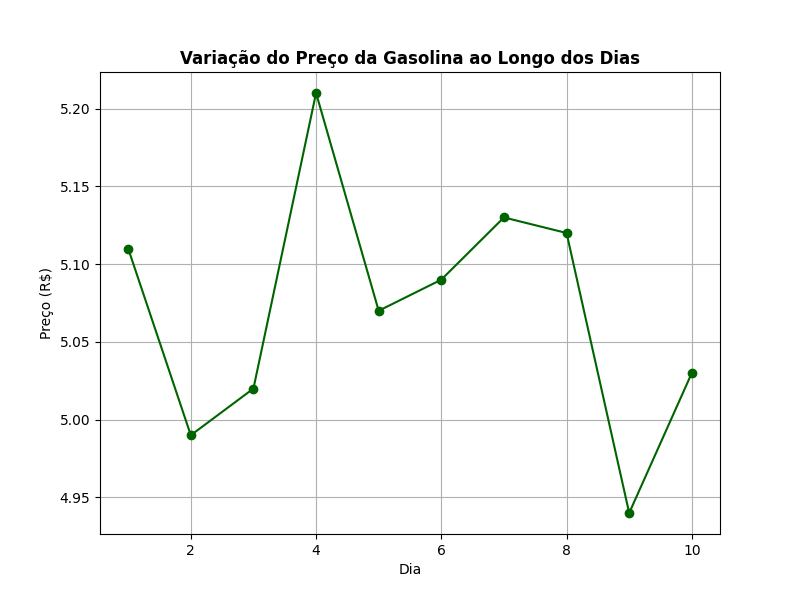 Variação do Preço da Gasolina ao Longo dos Dias
5.20
5.15
5.10
5.05
5.00
4.95
Preço (R$)
2 4 6 8 10
Dia